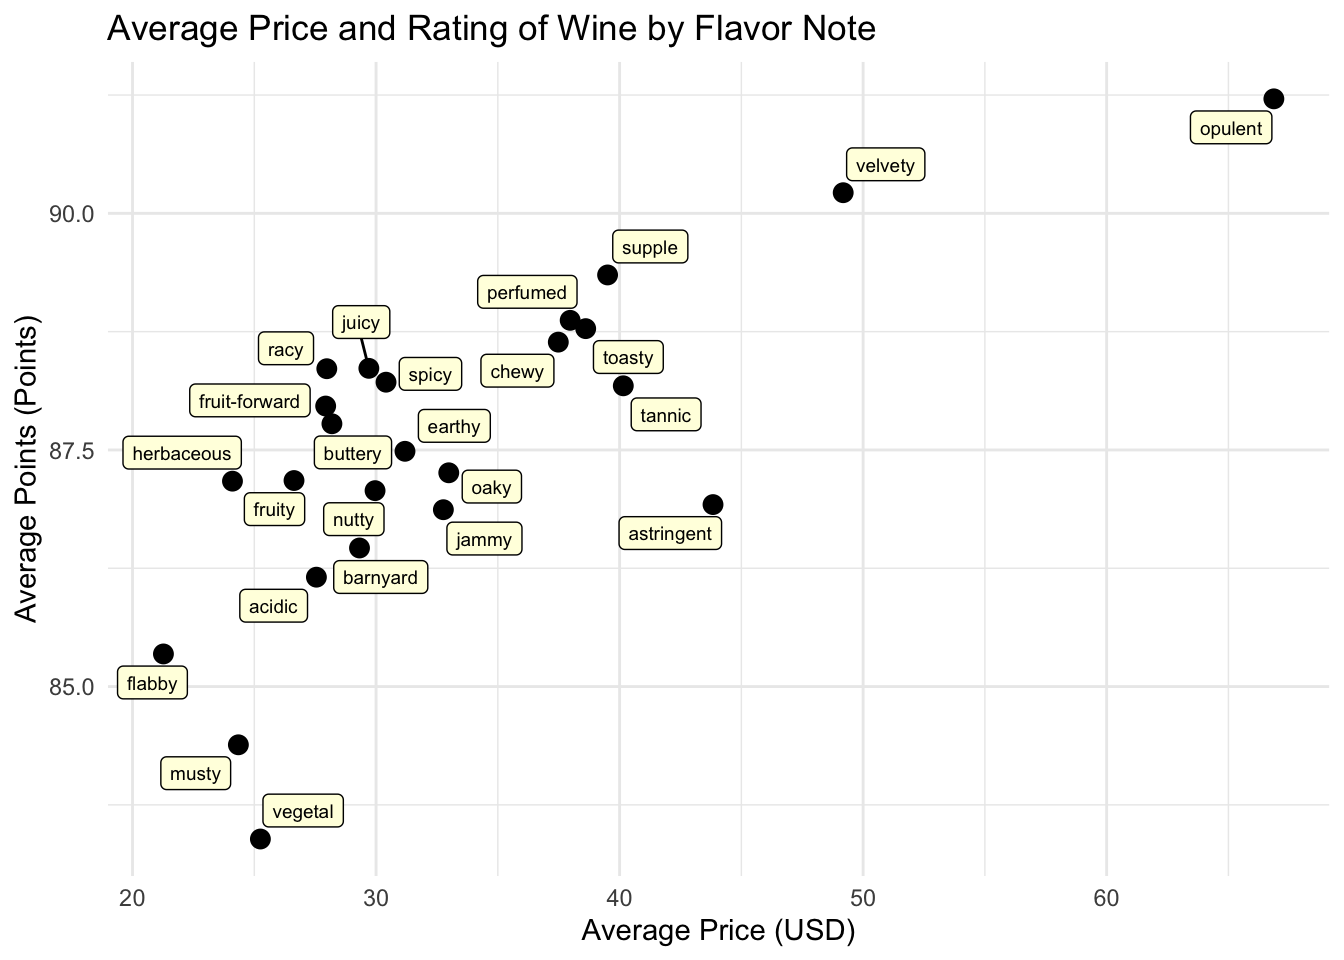 Average Price and Rating of Wine by Flavor Note
opulent
velvety
90.0
supple
perfumed
juicy
racy
toasty
chewy
spicy
fruit-forward
tannic
earthy
87.5
herbaceous
buttery
oaky
fruity
nutty
astringent
jammy
barnyard
acidic
85.0
flabby
musty
vegetal
20
30
40
50
60
Average Price (USD)
Average Points (Points)